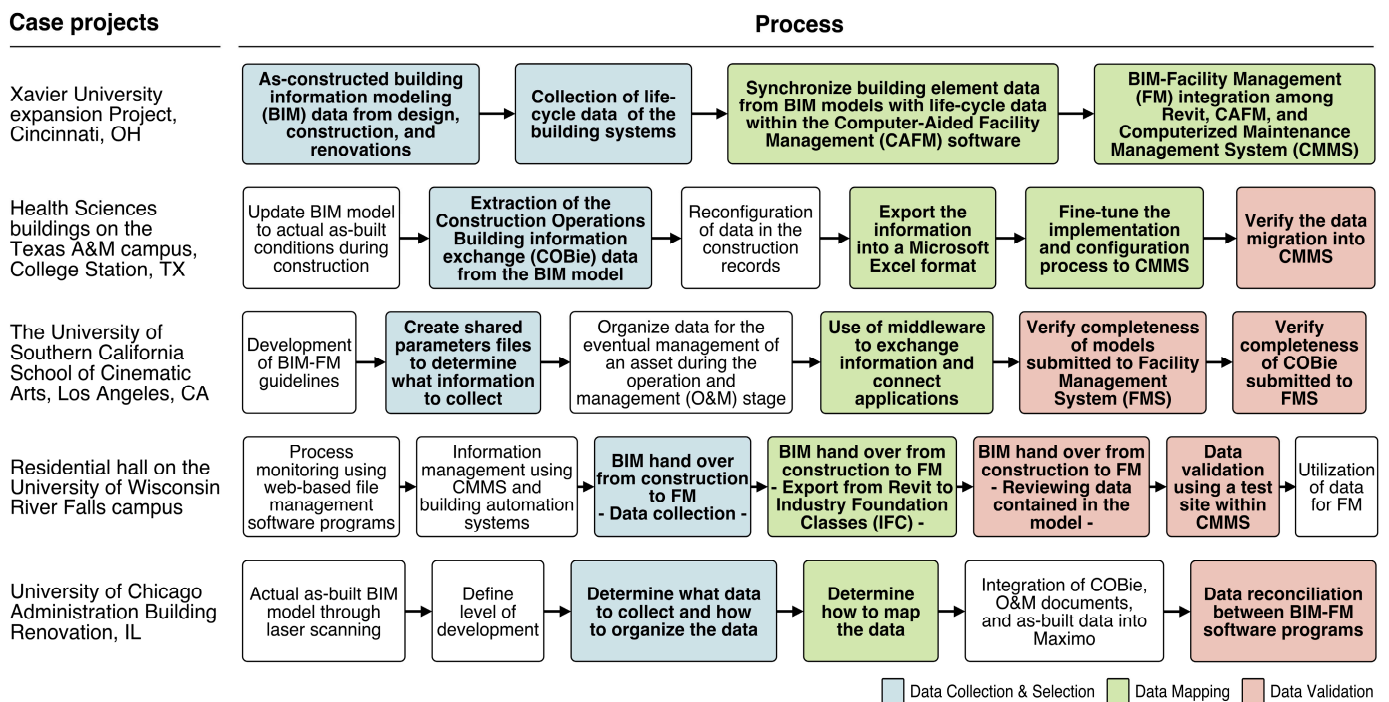 Case projects
Process
Xavier University
expansion Project,
Cincinnati, OH
As-constructed building
information modeling
(BIM) data from design,
construction, and
renovations
Collection of life-
cycle data of the
building systems
Synchronize building element data
from BIM models with life-cycle data
within the Computer-Aided Facility
Management (CAFM) software
BIM-Facility Management
(FM) integration among
Revit, CAFM, and
Computerized Maintenance
Management System (CMMS)
Health Sciences
buildings on the
Texas A&M campus,
College Station, TX
Update BIM model
to actual as-built
conditions during
construction
Extraction of the
Construction Operations
Building information
exchange (COBie) data
from the BIM model
Reconfiguration
of data in the
construction
records
Export the
information
into a Microsoft
Excel format
Fine-tune the
implementation
and configuration
process to CMMS
Verify the data
migration into
CMMS
The University of
Southern California
School of Cinematic
Arts, Los Angeles, CA
Development
of BIM-FM
guidelines
Create shared
parameters files
to determine
what information
to collect
Organize data for the
eventual management of
an asset during the
operation and
management (O&M) stage
Use of middleware
to exchange
information and
connect
applications
Verify completeness
of models
submitted to Facility
Management
System (FMS)
Verify
completeness
of COBie
submitted to
FMS
Residential hall on the
University of Wisconsin
River Falls campus
Process
monitoring using
web-based file
management
software programs
Information
management using
CMMS and
building automation
systems
BIM hand over
from construction
to FM
- Data collection -
BIM hand over from
construction to FM
- Export from Revit to
Industry Foundation
Classes (IFC) -
BIM hand over from
construction to FM
- Reviewing data
contained in the
model -
Data
validation
using a test
site within
CMMS
Utilization
of data
for FM
University of Chicago
Administration Building
Renovation, IL
Actual as-built BIM
model through
laser scanning
Define
level of
development
Determine what data
to collect and how
to organize the data
Determine
how to map
the data
Integration of COBie,
O&M documents,
and as-built data into
Maximo
Data reconciliation
between BIM-FM
software programs
Data Collection & Selection
Data Mapping
Data Validation